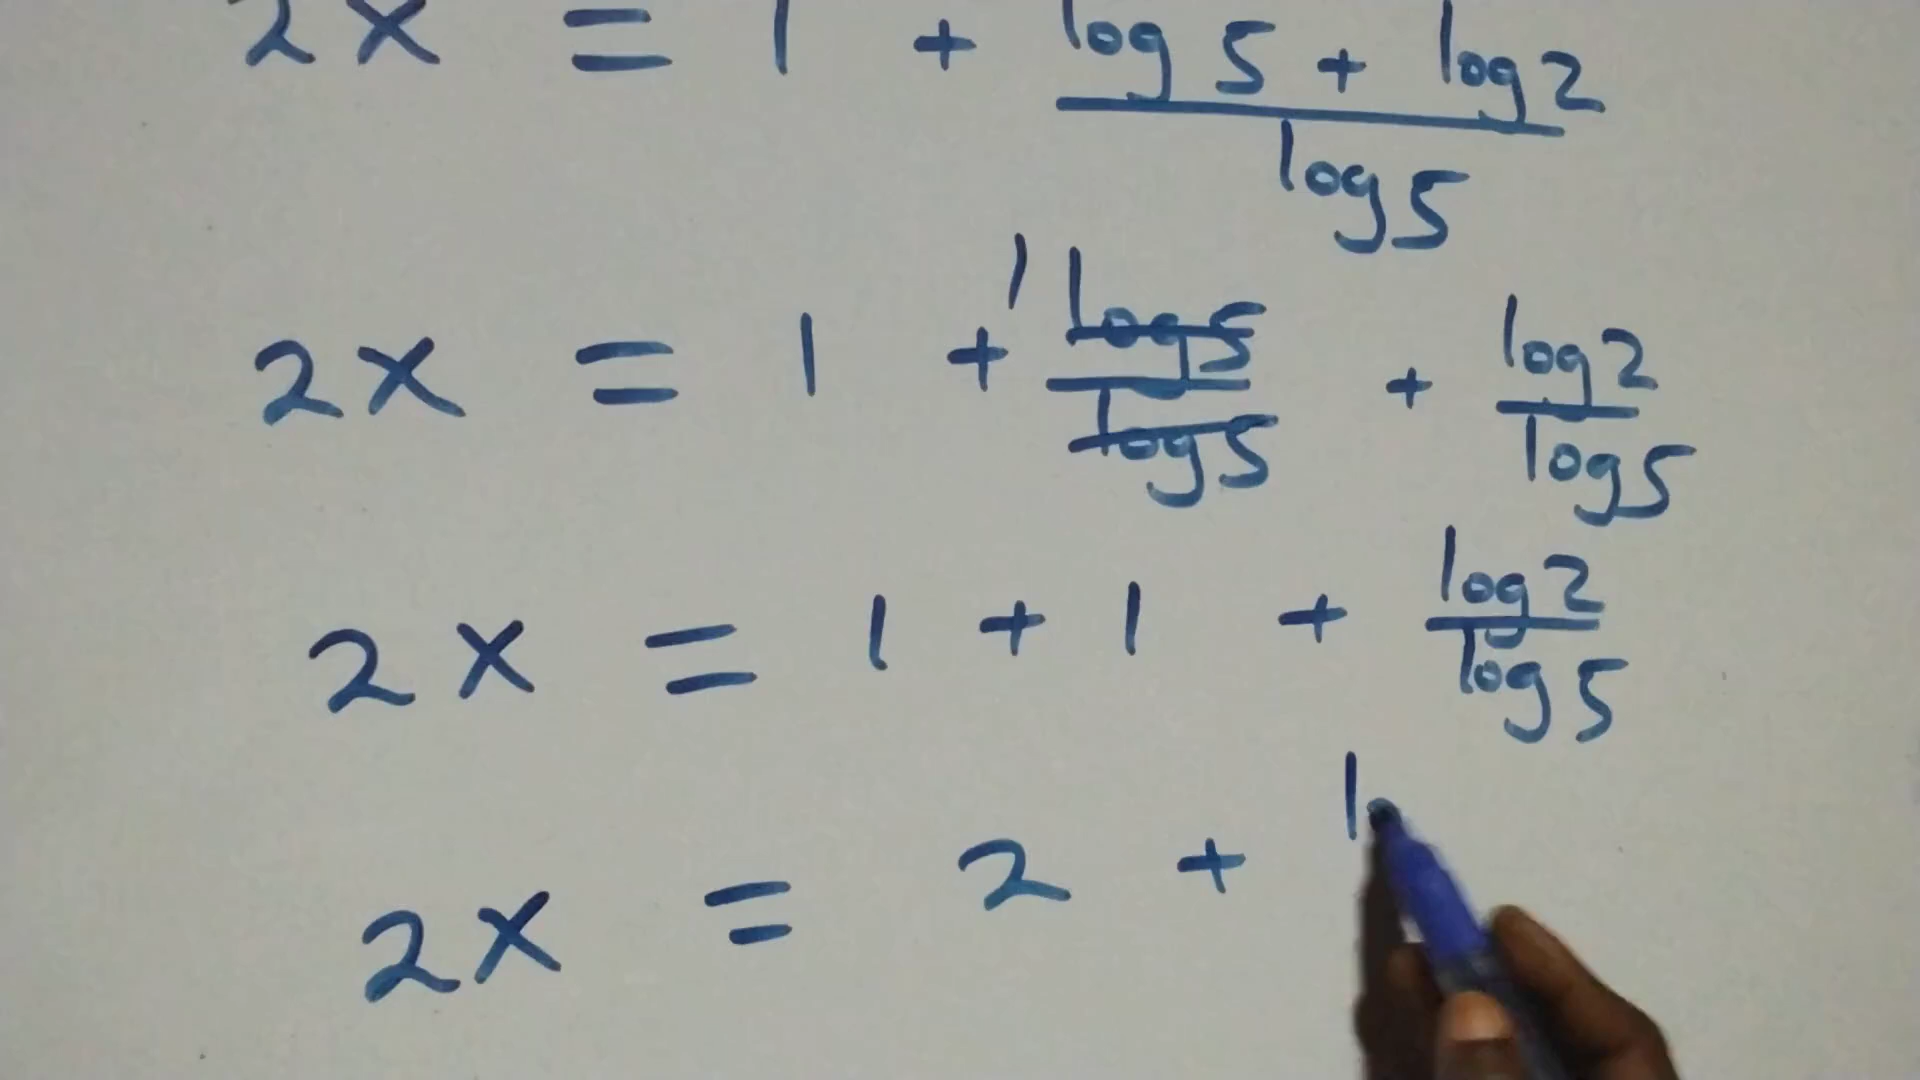 2x = 1 + (log 5 + log 2)/(log 5)
2x = 1 + 1 log 5/log 5 + log 2/log 5
2x = 1 + 1 + log 2/log 5
2x = 2 + lo